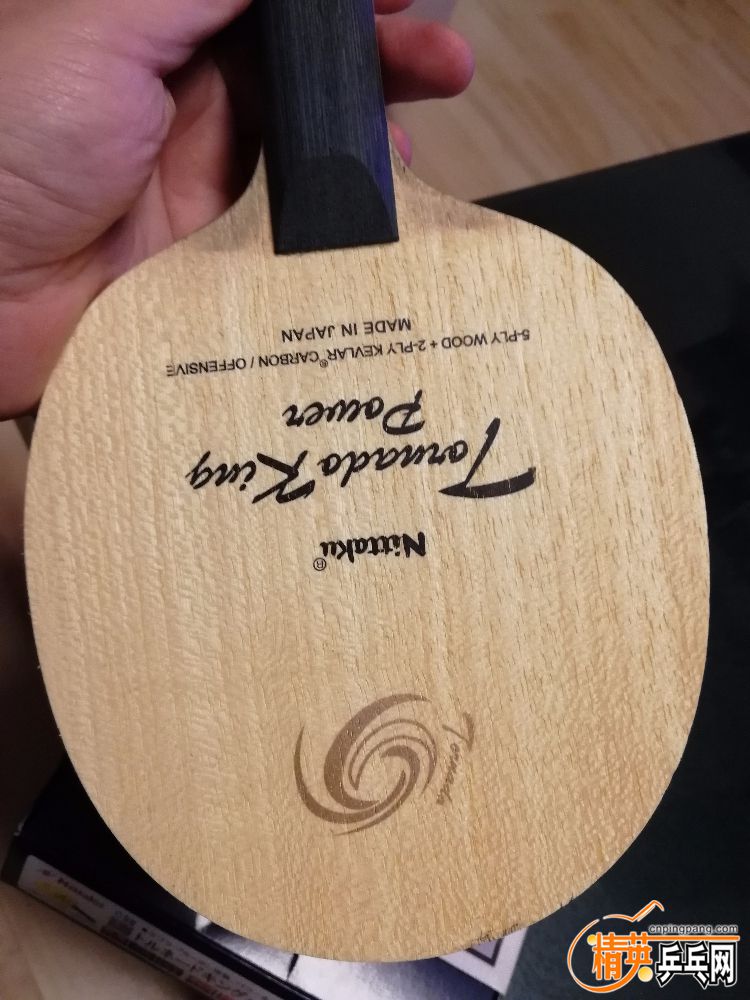 Nittaku®
Tornado King
Power
5-PLY WOOD + 2-PLY KEVLAR® CARBON / OFFENSIVE
MADE IN JAPAN
Tornado
Nittaku
cnpingpang.com
精英乒乓网